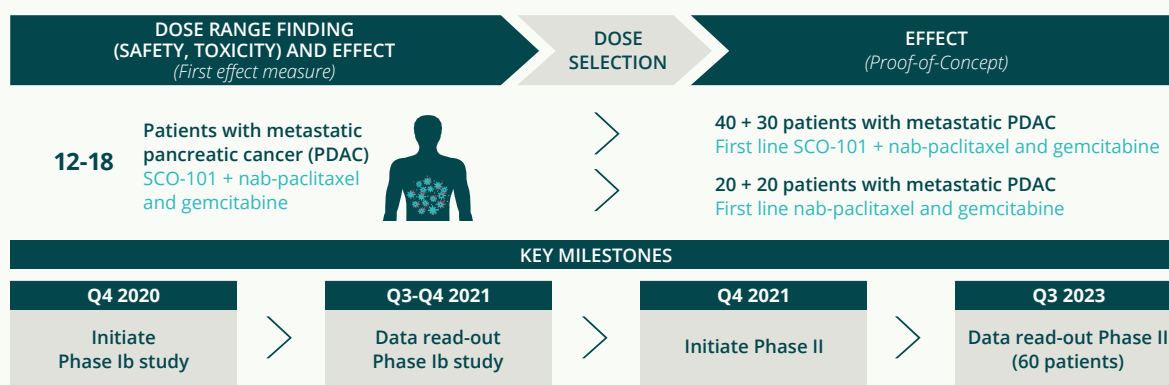 DOSE RANGE FINDING
(SAFETY, TOXICITY) AND EFFECT
(First effect measure)
DOSE
SELECTION
EFFECT
(Proof-of-Concept)
12-18
Patients with metastatic
pancreatic cancer (PDAC)
SCO-101 + nab-paclitaxel
and gemcitabine
40 + 30 patients with metastatic PDAC
First line SCO-101 + nab-paclitaxel and gemcitabine
20 + 20 patients with metastatic PDAC
First line nab-paclitaxel and gemcitabine
KEY MILESTONES
Q4 2020
Initiate
Phase Ib study
Q3-Q4 2021
Data read-out
Phase Ib study
Q4 2021
Initiate Phase II
Q3 2023
Data read-out Phase II
(60 patients)